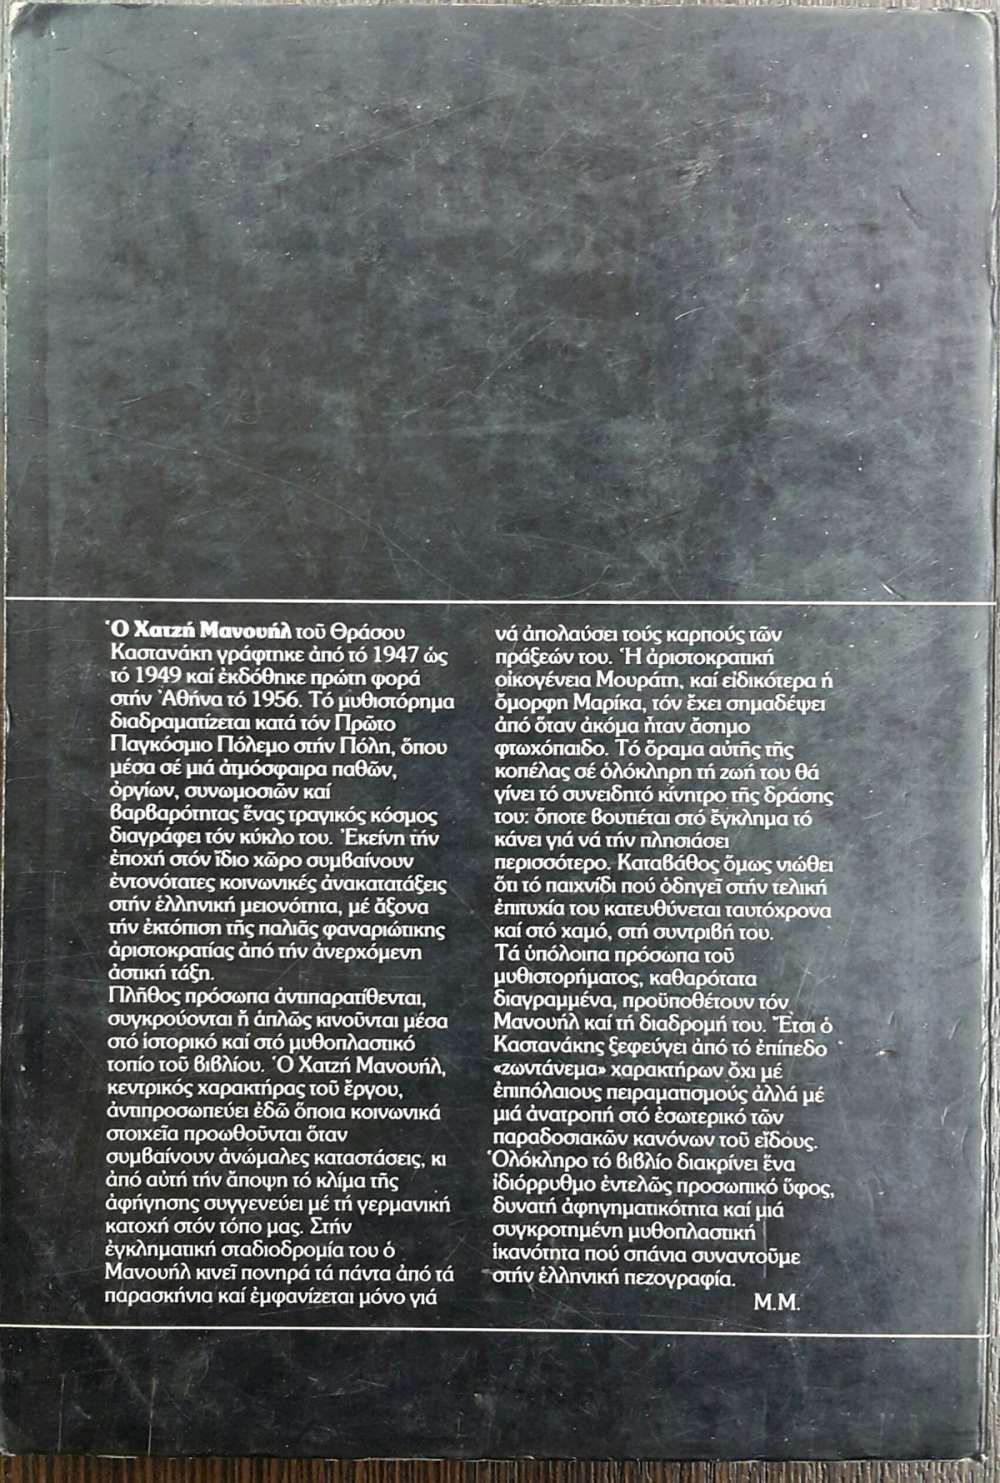 Ὁ Χατζή Μανουήλ τοῦ Θράσου
Καστανάκη γράφτηκε ἀπό τό 1947 ὡς
τό 1949 καί ἐκδόθηκε πρώτη φορά
στήν Ἀθήνα τό 1956. Τό μυθιστόρημα
διαδραματίζεται κατά τόν Πρῶτο
Παγκόσμιο Πόλεμο στήν Πόλη, ὅπου
μέσα σέ μιά ἀτμόσφαιρα παθῶν,
ὀργίων, συνωμοσιῶν καί
βαρβαρότητας ἕνας τραγικός κόσμος
διαγράφει τόν κύκλο του. Ἐκείνη τήν
ἐποχή στόν ἴδιο χῶρο συμβαίνουν
ἐντονότατες κοινωνικές ἀνακατατάξεις
στήν ἑλληνική μειονότητα, μέ ἄξονα
τήν ἐκτόπιση τῆς παλιᾶς φαναριώτικης
ἀριστοκρατίας ἀπό τήν ἀνερχόμενη
ἀστική τάξη.
Πλῆθος πρόσωπα ἀντιπαρατίθενται,
συγκρούονται ἤ ἁπλῶς κινοῦνται μέσα
στό ἱστορικό καί στό μυθοπλαστικό
τοπίο τοῦ βιβλίου. Ὁ Χατζή Μανουήλ,
κεντρικός χαρακτήρας τοῦ ἔργου,
ἀντιπροσωπεύει ἐδῶ ὅποια κοινωνικά
στοιχεῖα προωθοῦνται ὅταν
συμβαίνουν ἀνώμαλες καταστάσεις, κι
ἀπό αὐτή τήν ἄποψη τό κλίμα τῆς
ἀφήγησης συγγενεύει μέ τή γερμανική
κατοχή στόν τόπο μας. Στήν
ἐγκληματική σταδιοδρομία του ὁ
Μανουήλ κινεῖ πονηρά τά πάντα ἀπό τά
παρασκήνια καί ἐμφανίζεται μόνο γιά
νά ἀπολαύσει τούς καρπούς τῶν
πράξεών του. Ἡ ἀριστοκρατική
οἰκογένεια Μουράτη, καί εἰδικότερα ἡ
ὄμορφη Μαρίκα, τόν ἔχει σημαδέψει
ἀπό ὅταν ἀκόμα ἦταν ἄσημο
φτωχόπαιδο. Τό ὅραμα αὐτῆς τῆς
κοπέλας σέ ὁλόκληρη τή ζωή του θά
γίνει τό συνειδητό κίνητρο τῆς δράσης
του: ὅποτε βουτιέται στό ἔγκλημα τό
κάνει γιά νά τήν πλησιάσει
περισσότερο. Καταβάθος ὅμως νιώθει
ὅτι τό παιχνίδι πού ὁδηγεῖ στήν τελική
ἐπιτυχία του κατευθύνεται ταυτόχρονα
καί στό χαμό, στή συντριβή του.
Τά ὑπόλοιπα πρόσωπα τοῦ
μυθιστορήματος, καθαρότατα
διαγραμμένα, προϋποθέτουν τόν
Μανουήλ καί τή διαδρομή του. Ἔτσι ὁ
Καστανάκης ξεφεύγει ἀπό τό ἐπίπεδο
«ζωντάνεμα» χαρακτήρων ὄχι μέ
ἐπιπόλαιους πειραματισμούς ἀλλά μέ
μιά ἀνατροπή στό ἐσωτερικό τῶν
παραδοσιακῶν κανόνων τοῦ εἴδους.
Ὁλόκληρο τό βιβλίο διακρίνει ἕνα
ἰδιόρρυθμο ἐντελῶς προσωπικό ὕφος,
δυνατή ἀφηγηματικότητα καί μιά
συγκροτημένη μυθοπλαστική
ἱκανότητα πού σπάνια συναντοῦμε
στήν ἑλληνική πεζογραφία.
Μ.Μ.